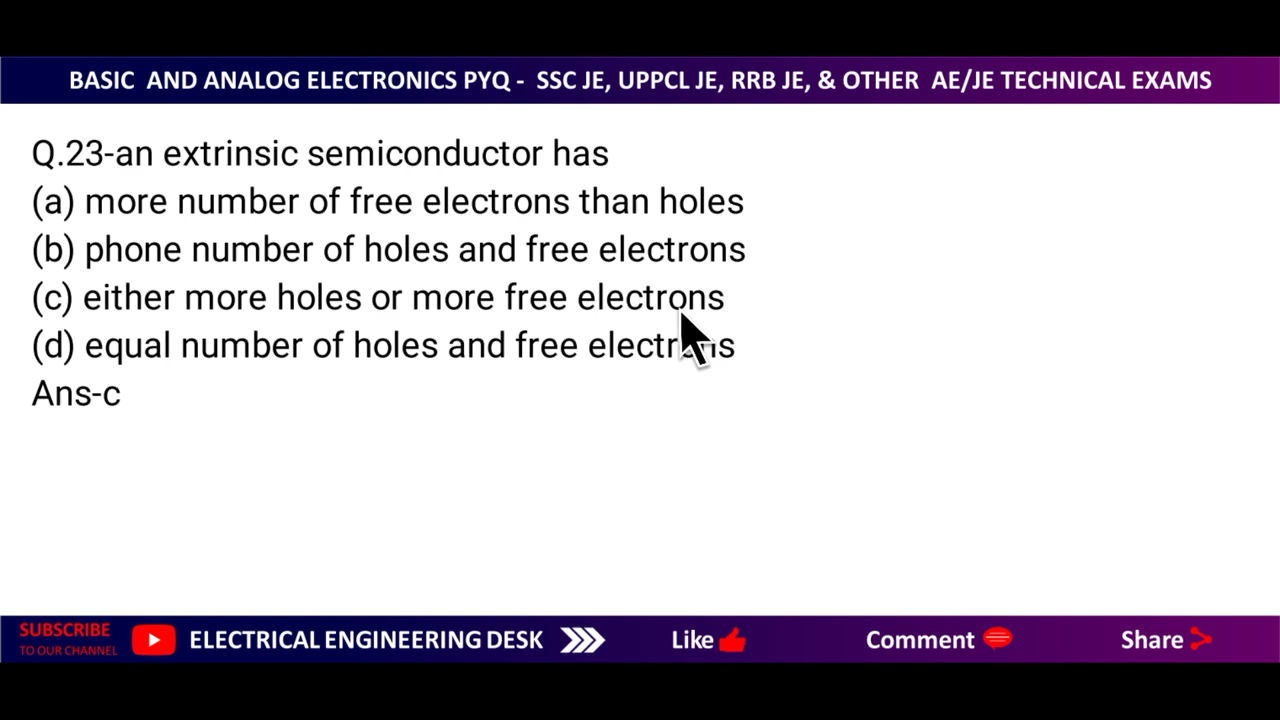 BASIC AND ANALOG ELECTRONICS PYQ - SSC JE, UPPCL JE, RRB JE, & OTHER AE/JE TECHNICAL EXAMS
Q.23-an extrinsic semiconductor has
(a) more number of free electrons than holes
(b) phone number of holes and free electrons
(c) either more holes or more free electrons
(d) equal number of holes and free electrons
Ans-c
SUBSCRIBE
TO OUR CHANNEL
ELECTRICAL ENGINEERING DESK
Like
Comment
Share